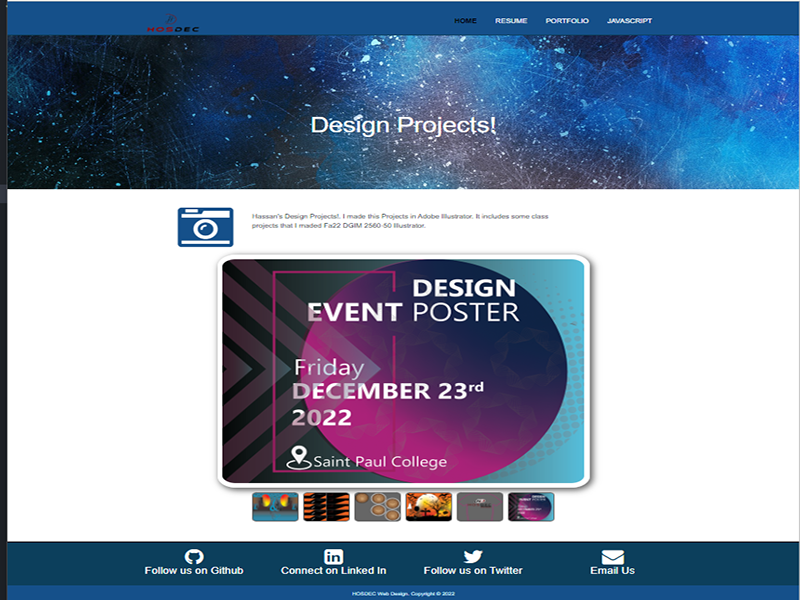 HOSDEC
HOME RESUME PORTFOLIO JAVASCRIPT
Design Projects!
Hassan's Design Projects!. I made this Projects in Adobe Illustrator. It includes some class
projects that I maded Fa22 DGIM 2560-50 Illustrator.
DESIGN
EVENT POSTER
Friday
DECEMBER 23rd
2022
Saint Paul College
Follow us on Github Connect on Linked In Follow us on Twitter Email Us
HOSDEC Web Design. Copyright © 2022